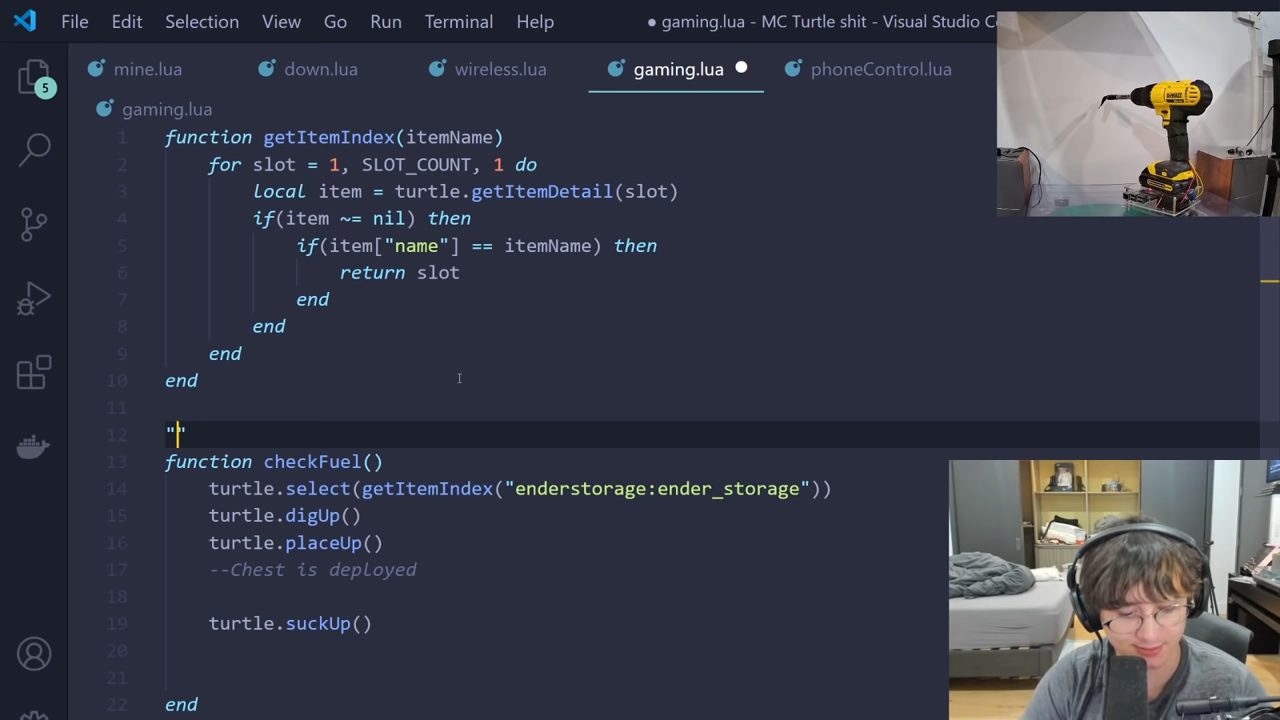 File Edit Selection View Go Run Terminal Help ● gaming.lua - MC Turtle shit - Visual Studio
mine.lua down.lua wireless.lua gaming.lua phoneControl.lua
5
gaming.lua
1 function getItemIndex(itemName)
2 for slot = 1, SLOT_COUNT, 1 do
3 local item = turtle.getItemDetail(slot)
4 if(item ~= nil) then
5 if(item["name"] == itemName) then
6 return slot
7 end
8 end
9 end
10 end
11
12 ""
13 function checkFuel()
14 turtle.select(getItemIndex("enderstorage:ender_storage"))
15 turtle.digUp()
16 turtle.placeUp()
17 --Chest is deployed
18
19 turtle.suckUp()
20
21
22 end
DEWALT